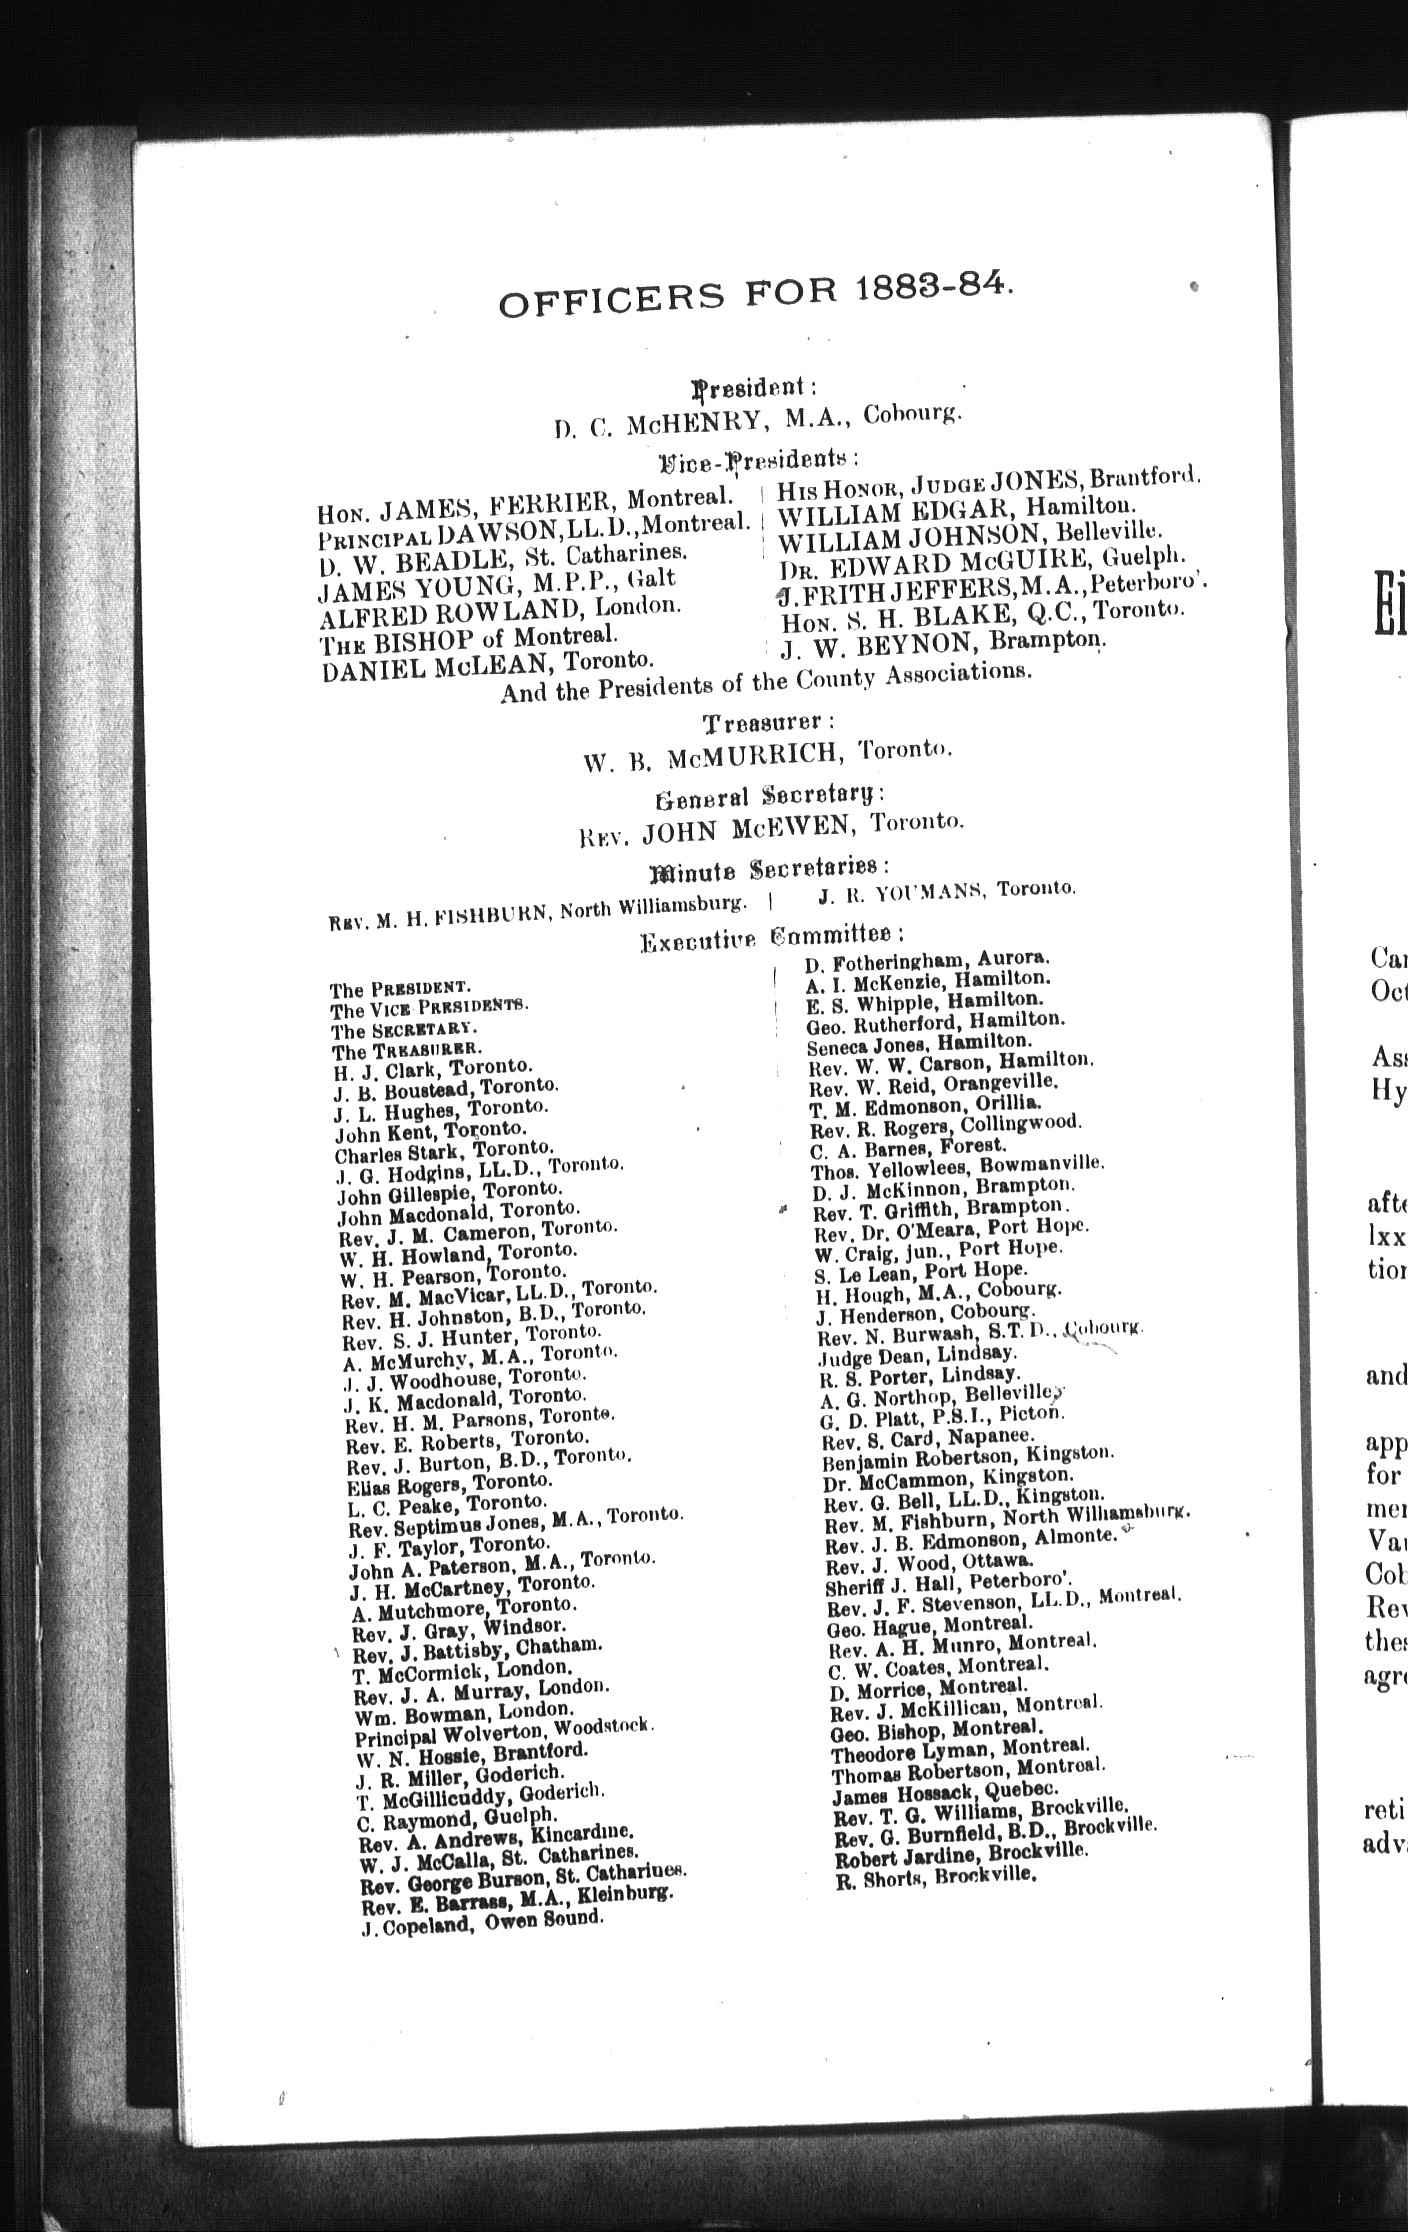 OFFICERS FOR 1883-84.
President:
D. C. McHENRY, M.A., Cobourg.
Vice-Presidents:
HON. JAMES, FERRIER, Montreal.
PRINCIPAL DAWSON, LL.D., Montreal.
D. W. BEADLE, St. Catharines.
JAMES YOUNG, M.P.P., Galt
ALFRED ROWLAND, London.
THE BISHOP of Montreal.
DANIEL McLEAN, Toronto.
HIS HONOR, JUDGE JONES, Brantford.
WILLIAM EDGAR, Hamilton.
WILLIAM JOHNSON, Belleville.
DR. EDWARD McGUIRE, Guelph.
J. FRITH JEFFERS, M.A., Peterboro'.
HON. S. H. BLAKE, Q.C., Toronto.
J. W. BEYNON, Brampton.
And the Presidents of the County Associations.
Treasurer:
W. B. McMURRICH, Toronto.
General Secretary:
REV. JOHN McEWEN, Toronto.
Minute Secretaries:
REV. M. H. FISHBURN, North Williamsburg.
J. R. YOUMANS, Toronto.
Executive Committee:
The PRESIDENT.
The VICE-PRESIDENTS.
The SECRETARY.
The TREASURER.
H. J. Clark, Toronto.
J. B. Boustead, Toronto.
J. L. Hughes, Toronto.
John Kent, Toronto.
Charles Stark, Toronto.
J. G. Hodgins, LL.D., Toronto.
John Gillespie, Toronto.
John Macdonald, Toronto.
Rev. J. M. Cameron, Toronto.
W. H. Howland, Toronto.
W. H. Pearson, Toronto.
Rev. M. MacVicar, LL.D., Toronto.
Rev. H. Johnston, B.D., Toronto.
Rev. S. J. Hunter, Toronto.
A. McMurchy, M.A., Toronto.
J. J. Woodhouse, Toronto.
J. K. Macdonald, Toronto.
Rev. H. M. Parsons, Toronto.
Rev. E. Roberts, Toronto.
Rev. J. Burton, B.D., Toronto.
Elias Rogers, Toronto.
L. C. Peake, Toronto.
Rev. Septimus Jones, M.A., Toronto.
J. F. Taylor, Toronto.
John A. Paterson, M.A., Toronto.
J. H. McCartney, Toronto.
A. Mutchmore, Toronto.
Rev. J. Gray, Windsor.
Rev. J. Battisby, Chatham.
T. McCormick, London.
Rev. J. A. Murray, London.
Wm. Bowman, London.
Principal Wolverton, Woodstock.
W. N. Hossie, Brantford.
J. R. Miller, Goderich.
T. McGillicuddy, Goderich.
C. Raymond, Guelph.
Rev. A. Andrews, Kincardine.
W. J. McCalla, St. Catharines.
Rev. George Burson, St. Catharines.
Rev. E. Barrass, M.A., Kleinburg.
J. Copeland, Owen Sound.
D. Fotheringham, Aurora.
A. I. McKenzie, Hamilton.
E. S. Whipple, Hamilton.
Geo. Rutherford, Hamilton.
Seneca Jones, Hamilton.
Rev. W. W. Carson, Hamilton.
Rev. W. Reid, Orangeville.
T. M. Edmonson, Orillia.
Rev. R. Rogers, Collingwood.
C. A. Barnes, Forest.
Thos. Yellowlees, Bowmanville.
D. J. McKinnon, Brampton.
Rev. T. Griffith, Brampton.
Rev. Dr. O'Meara, Port Hope.
W. Craig, jun., Port Hope.
S. Le Lean, Port Hope.
H. Hough, M.A., Cobourg.
J. Henderson, Cobourg.
Rev. N. Burwash, S.T.D., Cobourg.
Judge Dean, Lindsay.
R. S. Porter, Lindsay.
A. G. Northop, Belleville.
G. D. Platt, P.S.I., Picton.
Rev. S. Card, Napanee.
Benjamin Robertson, Kingston.
Dr. McCammon, Kingston.
Rev. G. Bell, LL.D., Kingston.
Rev. M. Fishburn, North Williamsburg.
Rev. J. B. Edmonson, Almonte.
Rev. J. Wood, Ottawa.
Sheriff J. Hall, Peterboro'.
Rev. J. F. Stevenson, LL.D., Montreal.
Geo. Hague, Montreal.
Rev. A. H. Munro, Montreal.
C. W. Coates, Montreal.
D. Morrice, Montreal.
Rev. J. McKillican, Montreal.
Geo. Bishop, Montreal.
Theodore Lyman, Montreal.
Thomas Robertson, Montreal.
James Hossack, Quebec.
Rev. T. G. Williams, Brockville.
Rev. G. Burnfield, B.D., Brockville.
Robert Jardine, Brockville.
R. Shorts, Brockville.
Ei
Oct
Hy
afte
lxx
tion
and
app
for
Cob
Rev
reti